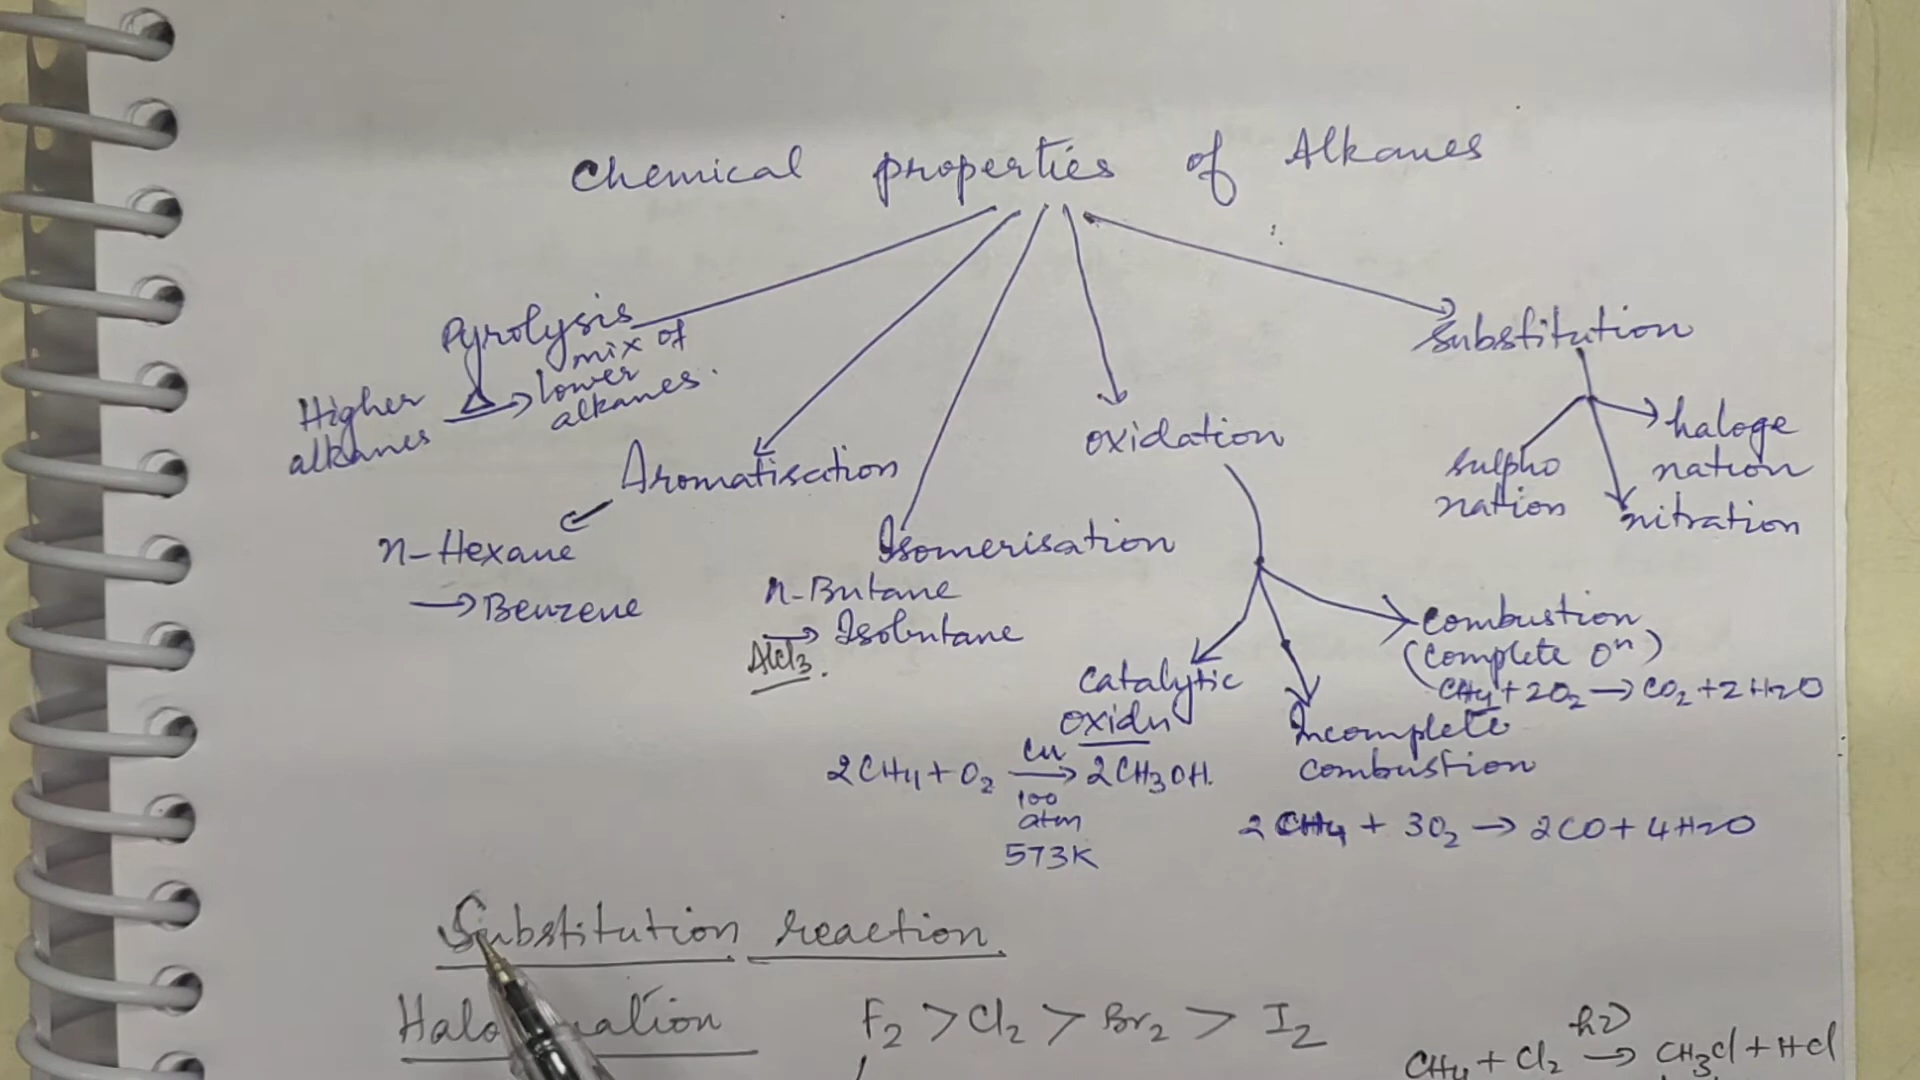 Chemical properties of Alkanes
Pyrolysis
Higher alkanes Δ→ mix of lower alkanes.
Aromatisation
n-Hexane
→ Benzene
Isomerisation
n-Butane
→ Isobutane
AlCl3.
oxidation
Catalytic
oxidn
2CH4 + O2 Cu→ 2CH3OH.
100
atm
573K
Incomplete
combustion
2CH4 + 3O2 → 2CO + 4H2O
combustion
(Complete On)
CH4 + 2O2 → CO2 + 2H2O
Substitution
sulpho
nation
haloge
nation
nitration
Substitution reaction.
F2 > Cl2 > Br2 > I2
CH4 + Cl2 hν→ CH3Cl + HCl